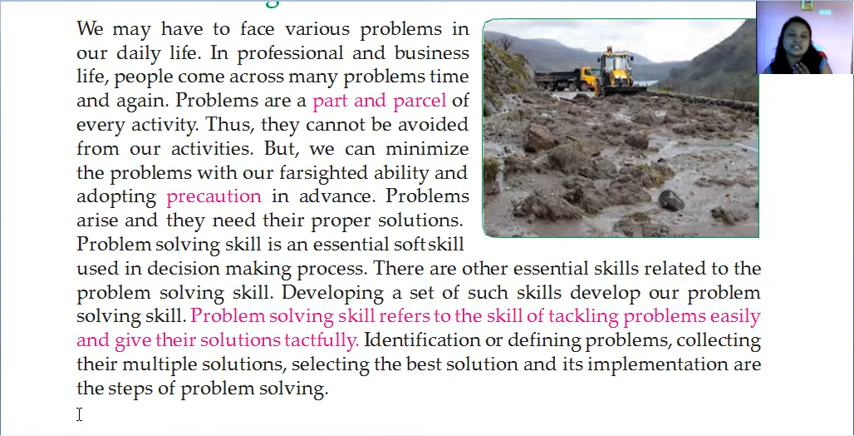 We may have to face various problems in
our daily life. In professional and business
life, people come across many problems time
and again. Problems are a part and parcel of
every activity. Thus, they cannot be avoided
from our activities. But, we can minimize
the problems with our farsighted ability and
adopting precaution in advance. Problems
arise and they need their proper solutions.
Problem solving skill is an essential soft skill
used in decision making process. There are other essential skills related to the
problem solving skill. Developing a set of such skills develop our problem
solving skill. Problem solving skill refers to the skill of tackling problems easily
and give their solutions tactfully. Identification or defining problems, collecting
their multiple solutions, selecting the best solution and its implementation are
the steps of problem solving.